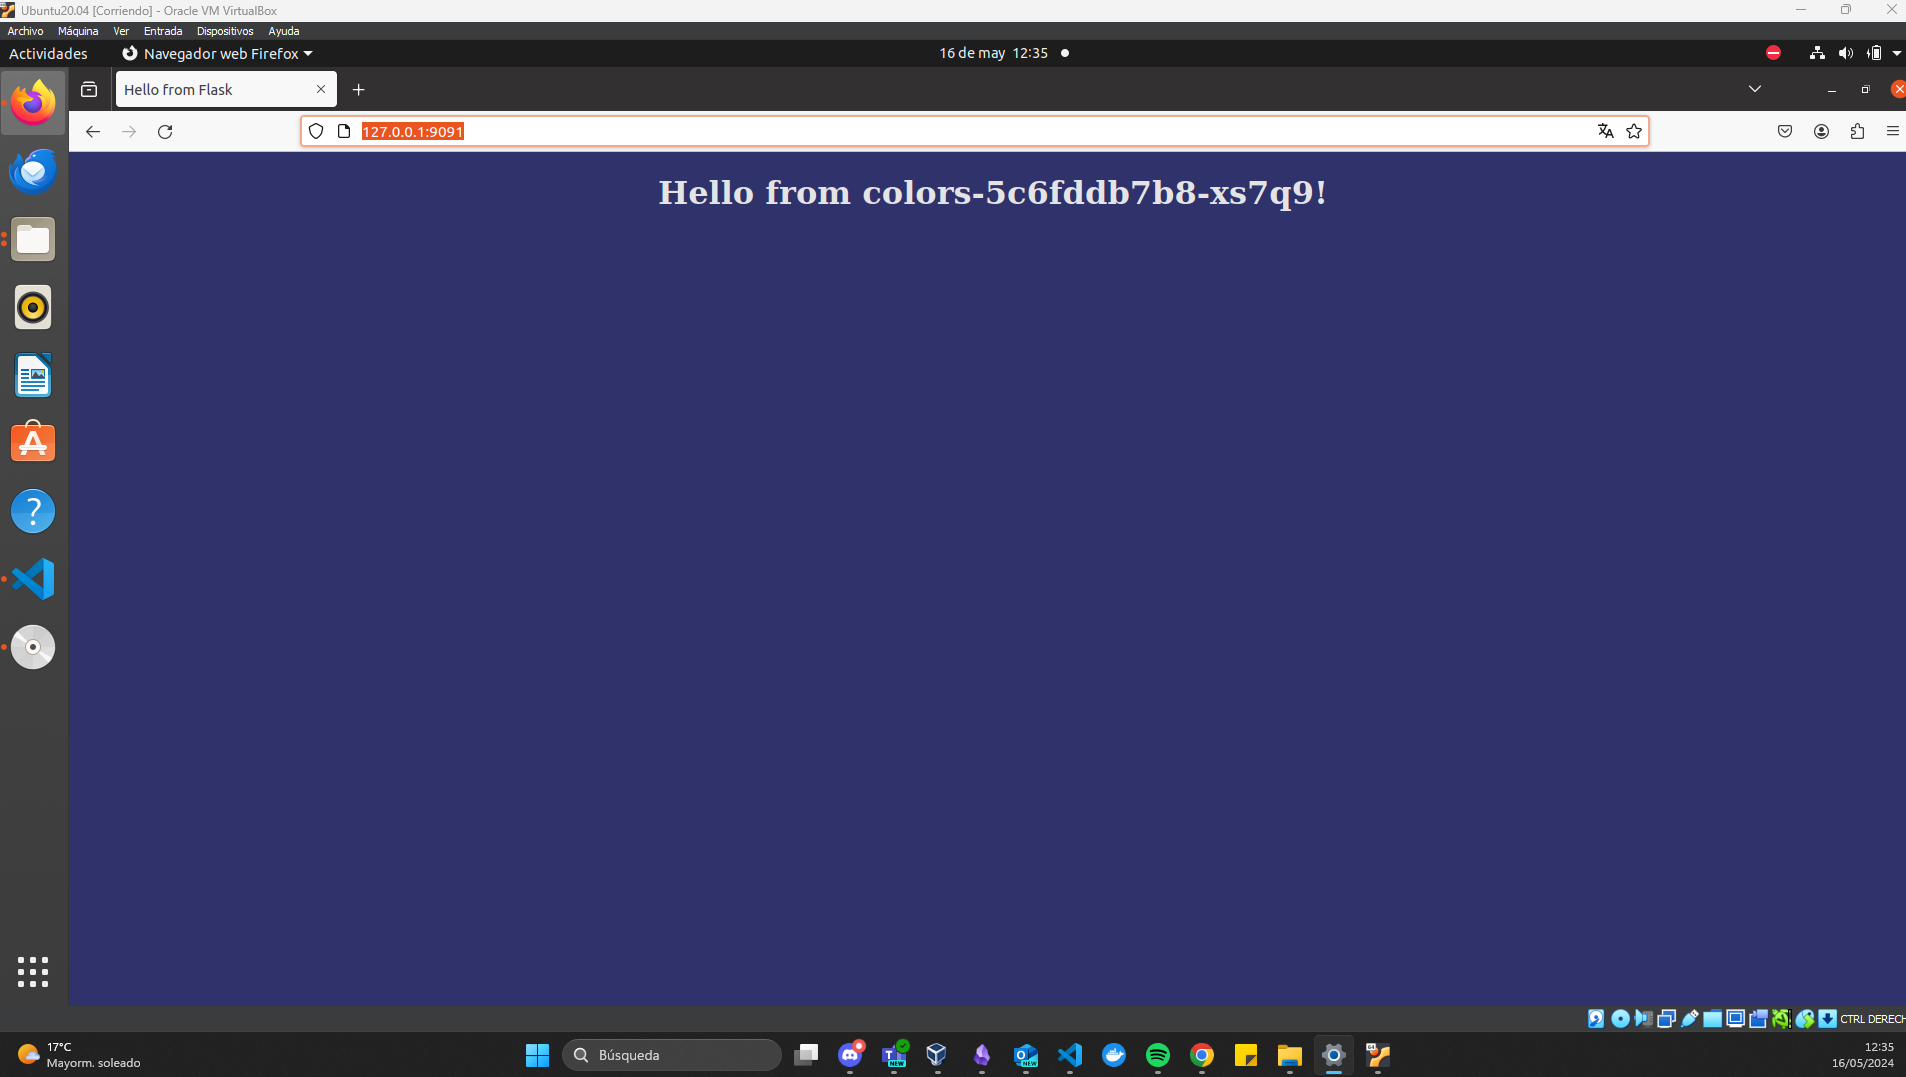 Ubuntu20.04 [Corriendo] - Oracle VM VirtualBox
Archivo Máquina Ver Entrada Dispositivos Ayuda
Actividades Navegador web Firefox 16 de may 12:35
Hello from Flask
127.0.0.1:9091
Hello from colors-5c6fddb7b8-xs7q9!
CTRL DERECH
17°C
Mayorm. soleado
Búsqueda
NEW
NEW
12:35
16/05/2024